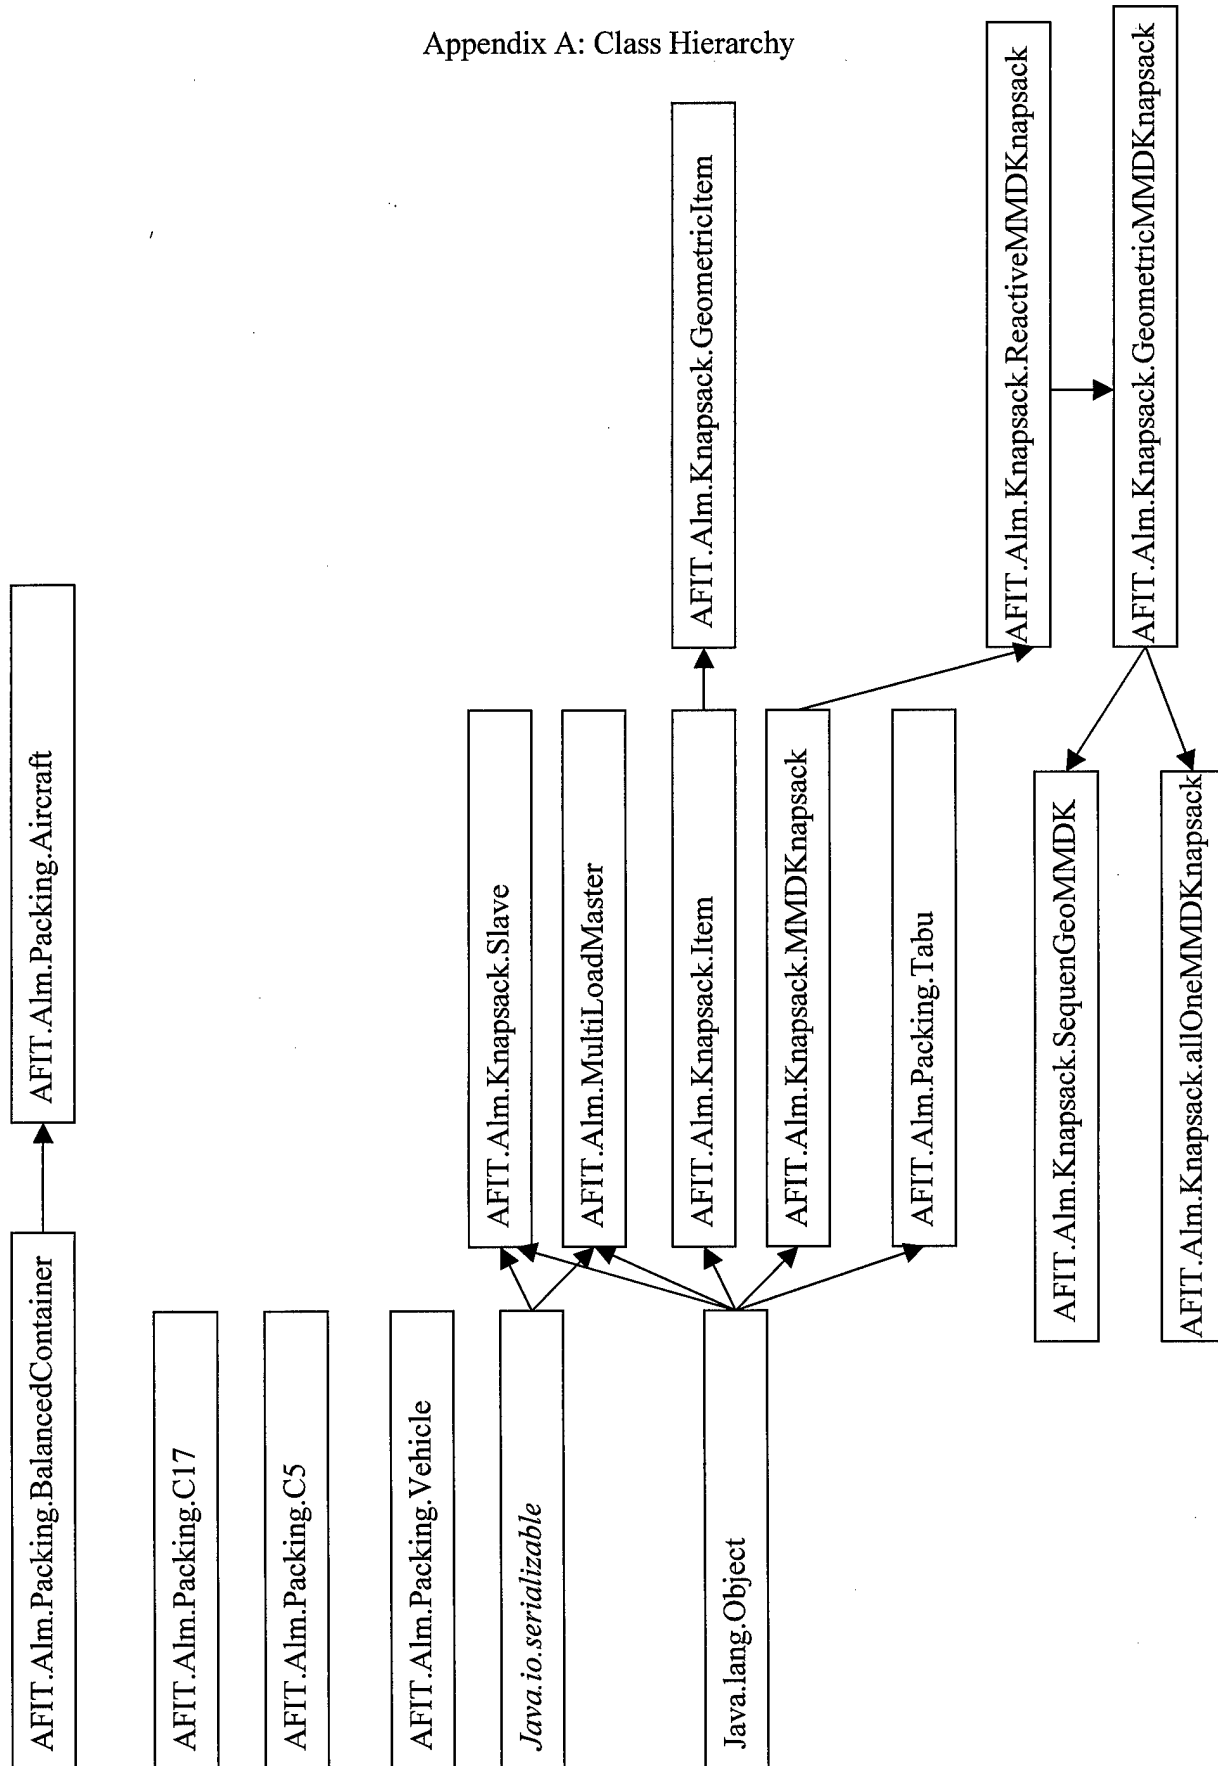 Appendix A: Class Hierarchy
AFIT.Alm.Packing.BalancedContainer
AFIT.Alm.Packing.Aircraft
AFIT.Alm.Packing.C17
AFIT.Alm.Packing.C5
AFIT.Alm.Packing.Vehicle
Java.io.serializable
AFIT.Alm.Knapsack.Slave
AFIT.Alm.MultiLoadMaster
AFIT.Alm.Knapsack.Item
AFIT.Alm.Knapsack.GeometricItem
Java.lang.Object
AFIT.Alm.Knapsack.MMDKnapsack
AFIT.Alm.Packing.Tabu
AFIT.Alm.Knapsack.ReactiveMMDKnapsack
AFIT.Alm.Knapsack.SequenGeoMMDK
AFIT.Alm.Knapsack.GeometricMMDKnapsack
AFIT.Alm.Knapsack.allOneMMDKnapsack